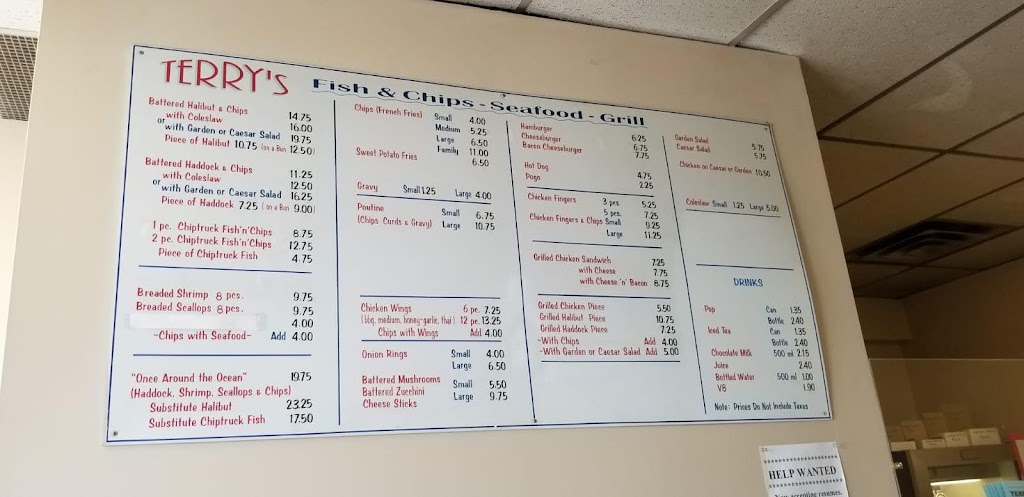 TERRY'S Fish & Chips - Seafood - Grill
Battered Halibut & Chips 14.75
with Coleslaw 16.00
or with Garden or Caesar Salad 19.75
Piece of Halibut 10.75 (on a Bun 12.50)
Battered Haddock & Chips 11.25
with Coleslaw 12.50
or with Garden or Caesar Salad 16.25
Piece of Haddock 7.25 (on a Bun 9.00)
1 pc. Chiptruck Fish'n'Chips 8.75
2 pc. Chiptruck Fish'n'Chips 12.75
Piece of Chiptruck Fish 4.75
Breaded Shrimp 8 pcs. 9.75
Breaded Scallops 8 pcs. 9.75
4.00
-Chips with Seafood- Add 4.00
"Once Around the Ocean" 19.75
(Haddock, Shrimp, Scallops & Chips)
Substitute Halibut 23.25
Substitute Chiptruck Fish 17.50
Chips (French Fries) Small 4.00
Medium 5.25
Large 6.50
Family 11.00
Sweet Potato Fries 6.50
Gravy Small 1.25 Large 4.00
Poutine Small 6.75
(Chips Curds & Gravy) Large 10.75
Chicken Wings 6 pc. 7.25
(bbq, medium, honey-garlic, thai) 12 pc. 13.25
Chips with Wings Add 4.00
Onion Rings Small 4.00
Large 6.50
Battered Mushrooms Small 5.50
Battered Zucchini Large 9.75
Cheese Sticks
Hamburger 6.25
Cheeseburger 6.75
Bacon Cheeseburger 7.75
Hot Dog 4.75
Pogo 2.25
Chicken Fingers 3 pcs. 5.25
5 pcs. 7.25
Chicken Fingers & Chips Small 9.25
Large 11.25
Grilled Chicken Sandwich 7.25
with Cheese 7.75
with Cheese 'n' Bacon 8.75
Grilled Chicken Piece 5.50
Grilled Halibut Piece 10.75
Grilled Haddock Piece 7.25
-With Chips Add 4.00
-With Garden or Caesar Salad Add 5.00
Garden Salad 5.75
Caesar Salad 5.75
Chicken on Caesar or Garden 10.50
Coleslaw Small 1.25 Large 5.00
DRINKS
Pop Can 1.35
Bottle 2.40
Iced Tea Can 1.35
Bottle 2.40
Chocolate Milk 500 ml 2.15
Juice 2.40
Bottled Water 500 ml 1.00
V8 1.90
Note: Prices Do Not Include Taxes
HELP WANTED
Now accepting resumes.